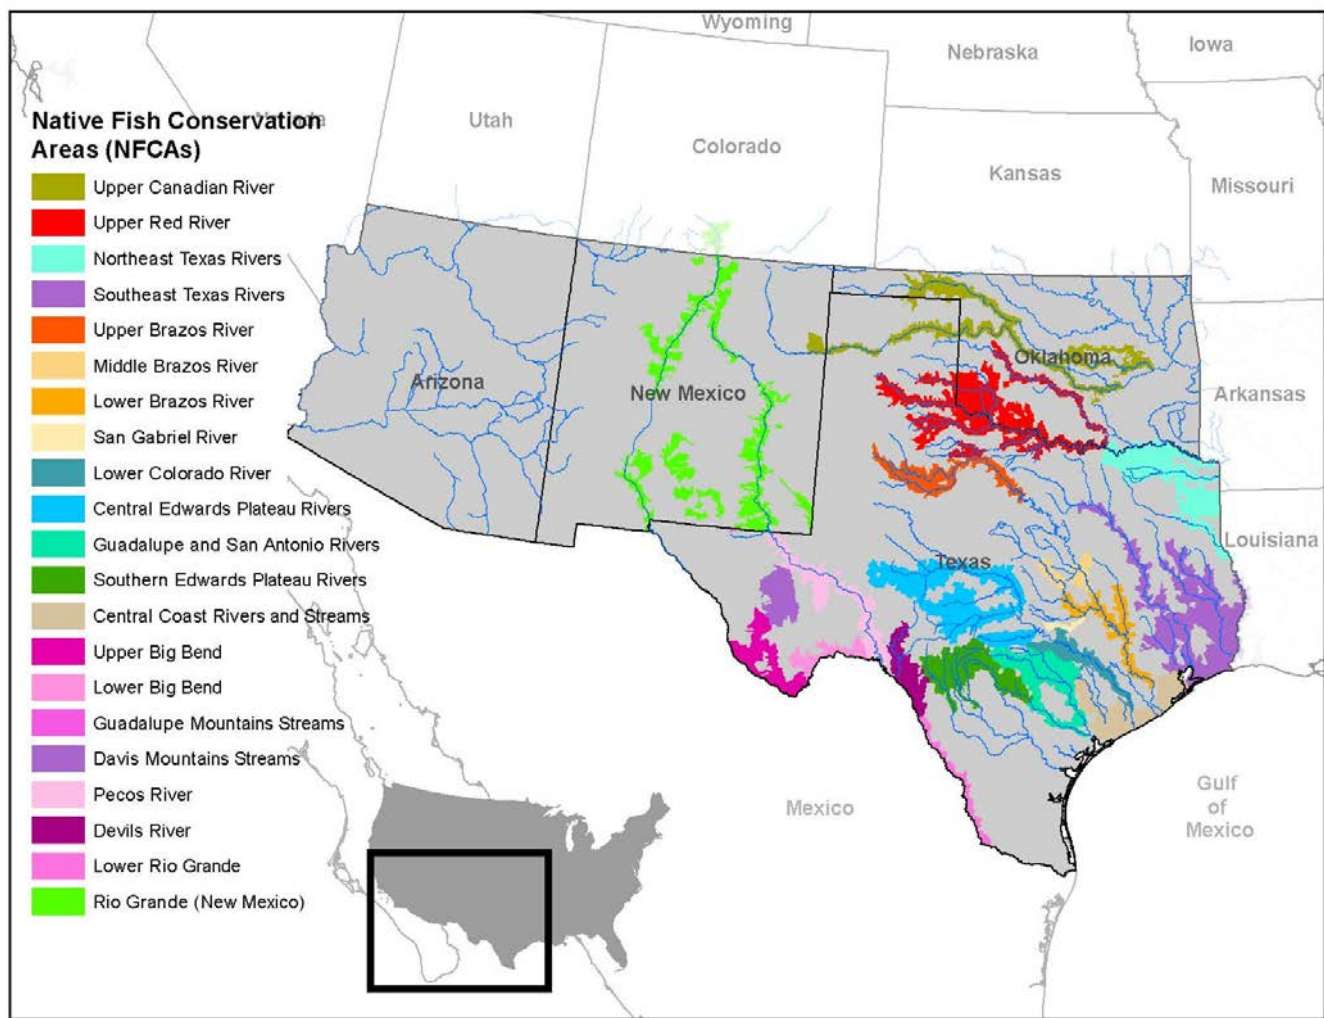 Wyoming
Nebraska
Iowa
Nevada
Utah
Colorado
Kansas
Missouri
Native Fish Conservation
Areas (NFCAs)
Upper Canadian River
Upper Red River
Northeast Texas Rivers
Southeast Texas Rivers
Upper Brazos River
Middle Brazos River
Lower Brazos River
San Gabriel River
Lower Colorado River
Central Edwards Plateau Rivers
Guadalupe and San Antonio Rivers
Southern Edwards Plateau Rivers
Central Coast Rivers and Streams
Upper Big Bend
Lower Big Bend
Guadalupe Mountains Streams
Davis Mountains Streams
Pecos River
Devils River
Lower Rio Grande
Rio Grande (New Mexico)
Arizona
New Mexico
Oklahoma
Arkansas
Texas
Louisiana
Mexico
Gulf
of
Mexico